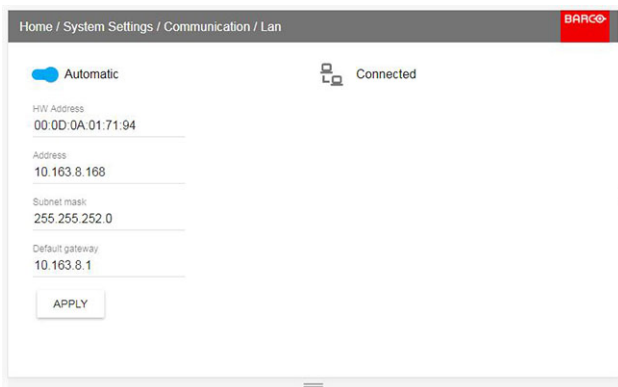 Home / System Settings / Communication / Lan
BARCO
Automatic
Connected
HW Address
00:0D:0A:01:71:94
Address
10.163.8.168
Subnet mask
255.255.252.0
Default gateway
10.163.8.1
APPLY